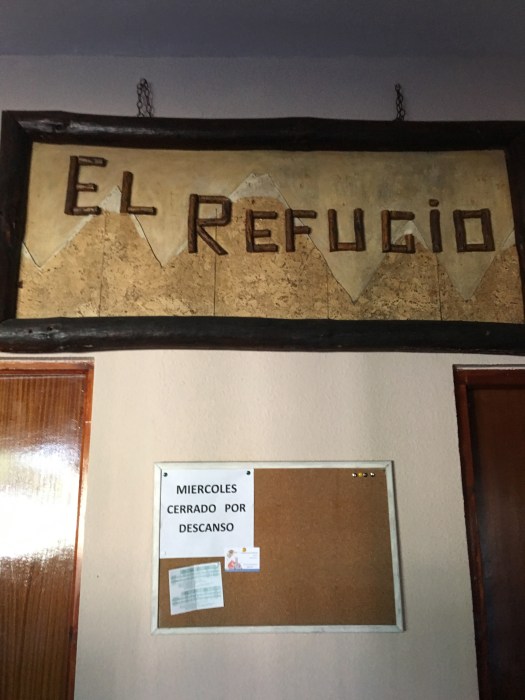 EL REFUGIO
MIERCOLES
CERRADO POR
DESCANSO